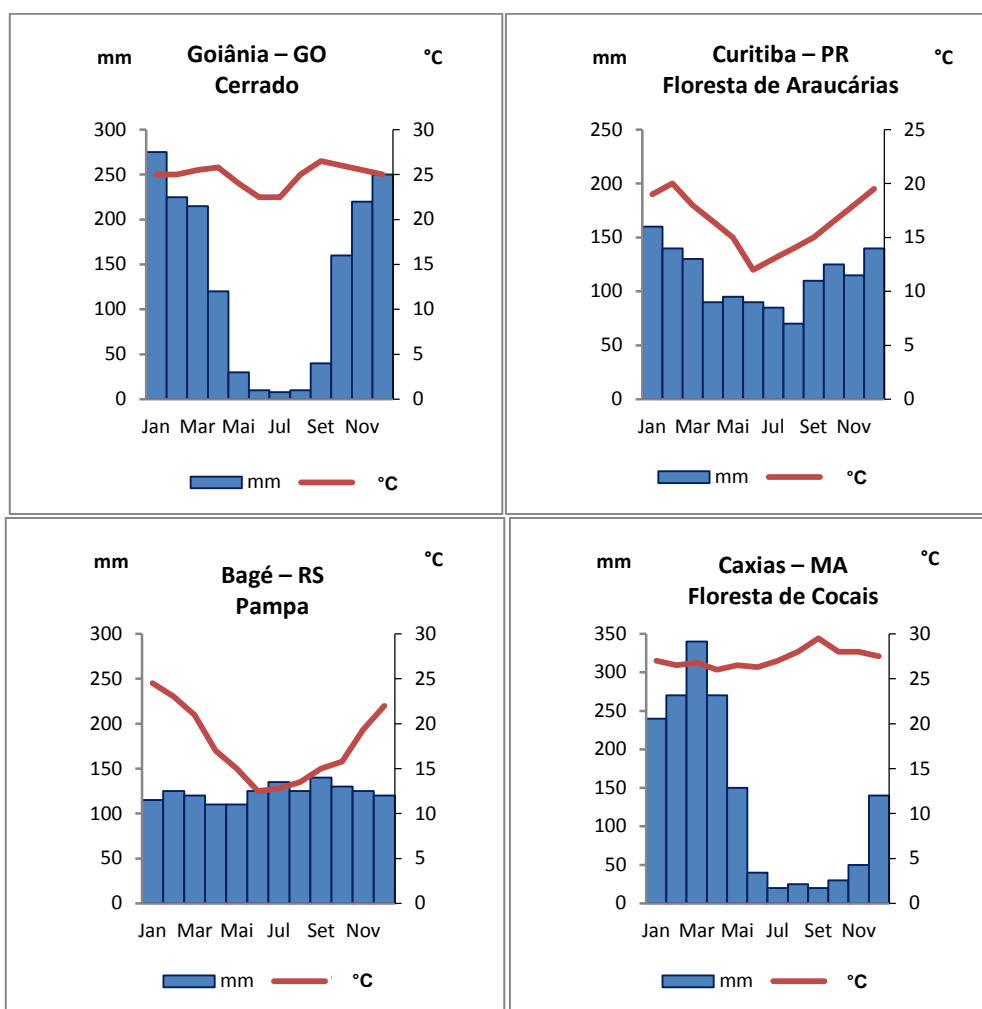 mm
Goiânia – GO
°C
Cerrado
300
250
200
150
100
50
0
30
25
20
15
10
5
0
Jan Mar Mai Jul Set Nov
mm °C
mm
Curitiba – PR
°C
Floresta de Araucárias
250
200
150
100
50
0
25
20
15
10
5
0
Jan Mar Mai Jul Set Nov
mm °C
mm
°C
Bagé – RS
Pampa
300
250
200
150
100
50
0
30
25
20
15
10
5
0
Jan Mar Mai Jul Set Nov
mm °C
mm
Caxias – MA
°C
Floresta de Cocais
350
300
250
200
150
100
50
0
30
25
20
15
10
5
0
Jan Mar Mai Jul Set Nov
mm °C